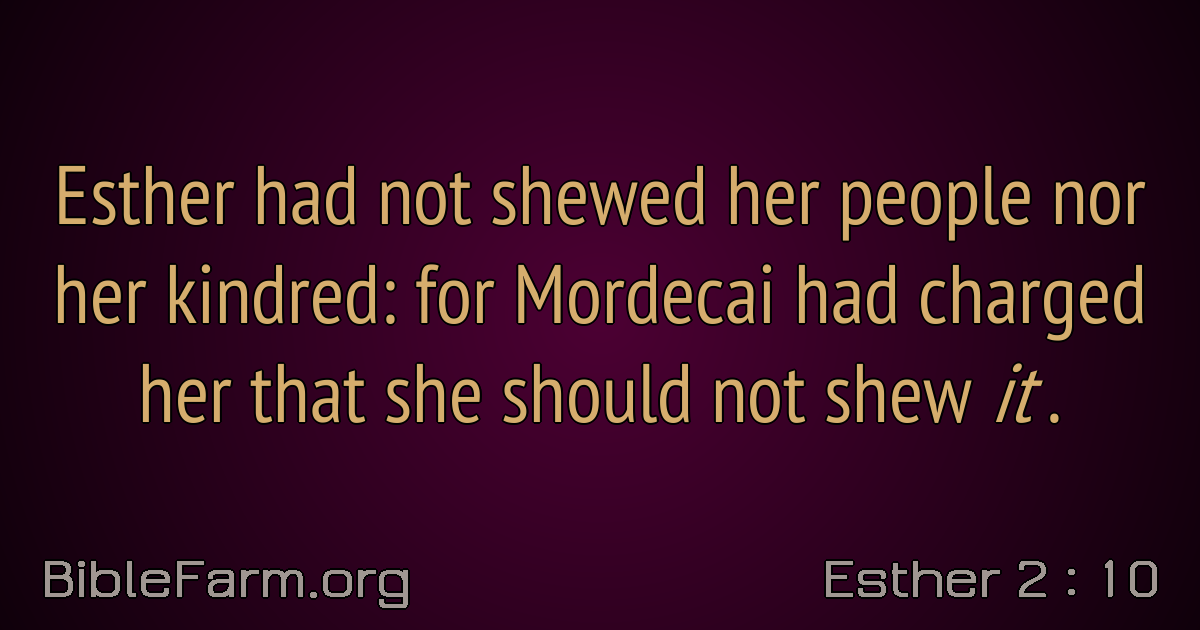 Esther had not shewed her people nor
her kindred: for Mordecai had charged
her that she should not shew it .
BibleFarm.org
Esther 2 : 10